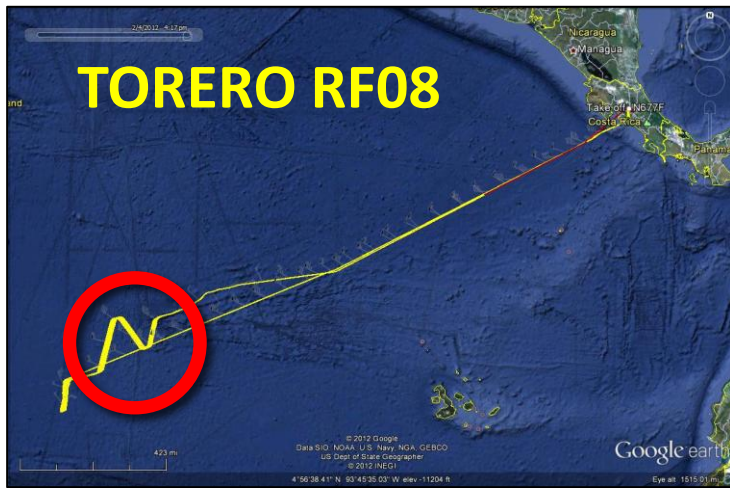 2/4/2012 4:17 pm
Nicaragua
Managua
TORERO RF08
and
Take-off N677F
Costa Rica
Panama
423 mi
© 2012 Google
Data SIO, NOAA, U.S. Navy, NGA, GEBCO
US Dept of State Geographer
© 2012 INEGI
Google earth
4°56'38.41" N 93°45'35.03" W elev -11204 ft
Eye alt 1515.01 m
N